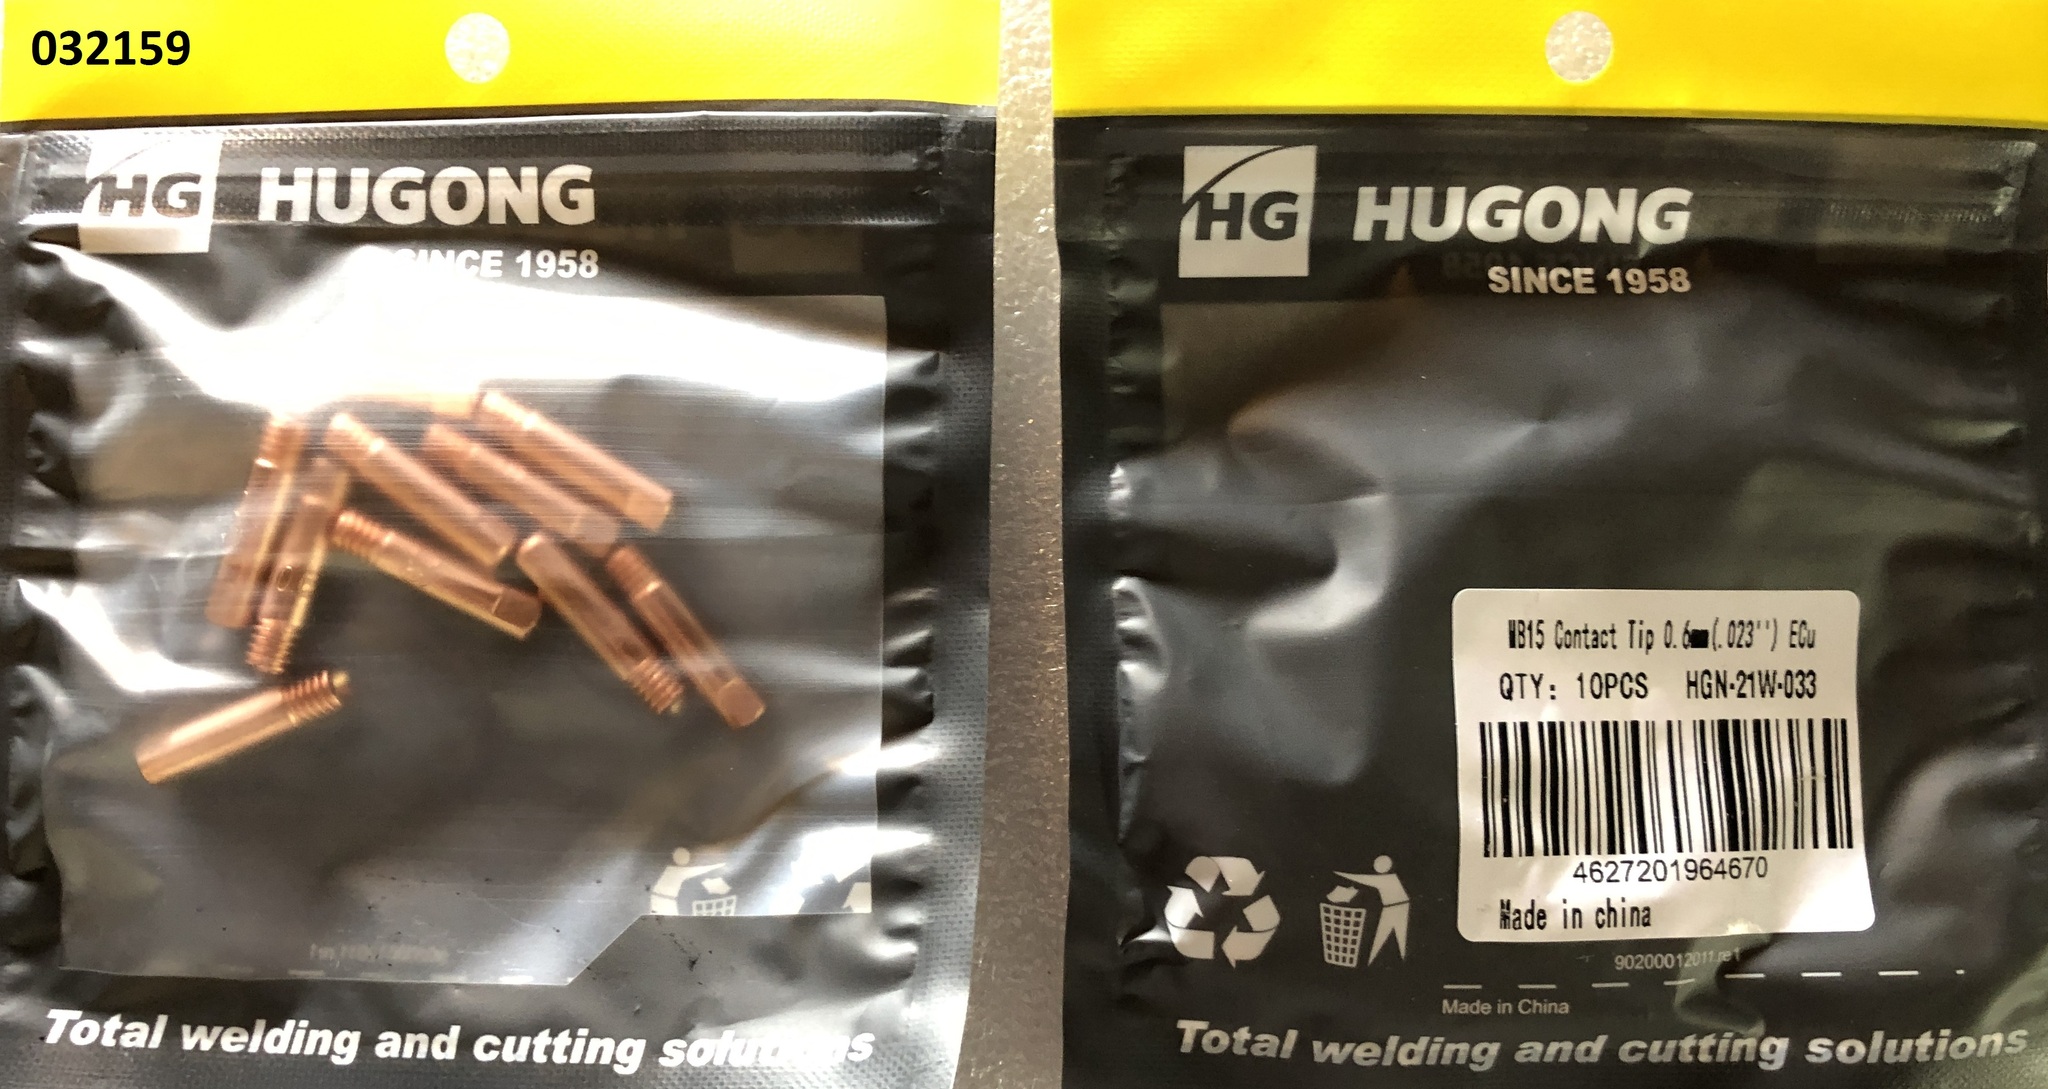 032159
HG HUGONG
SINCE 1958
Total welding and cutting solutions
HG HUGONG
SINCE 1958
MB15 Contact Tip 0.6mm(.023'') ECu
QTY: 10PCS HGN-21W-033
4627201964670
Made in china
90200012011.re1
Made in China
Total welding and cutting solutions